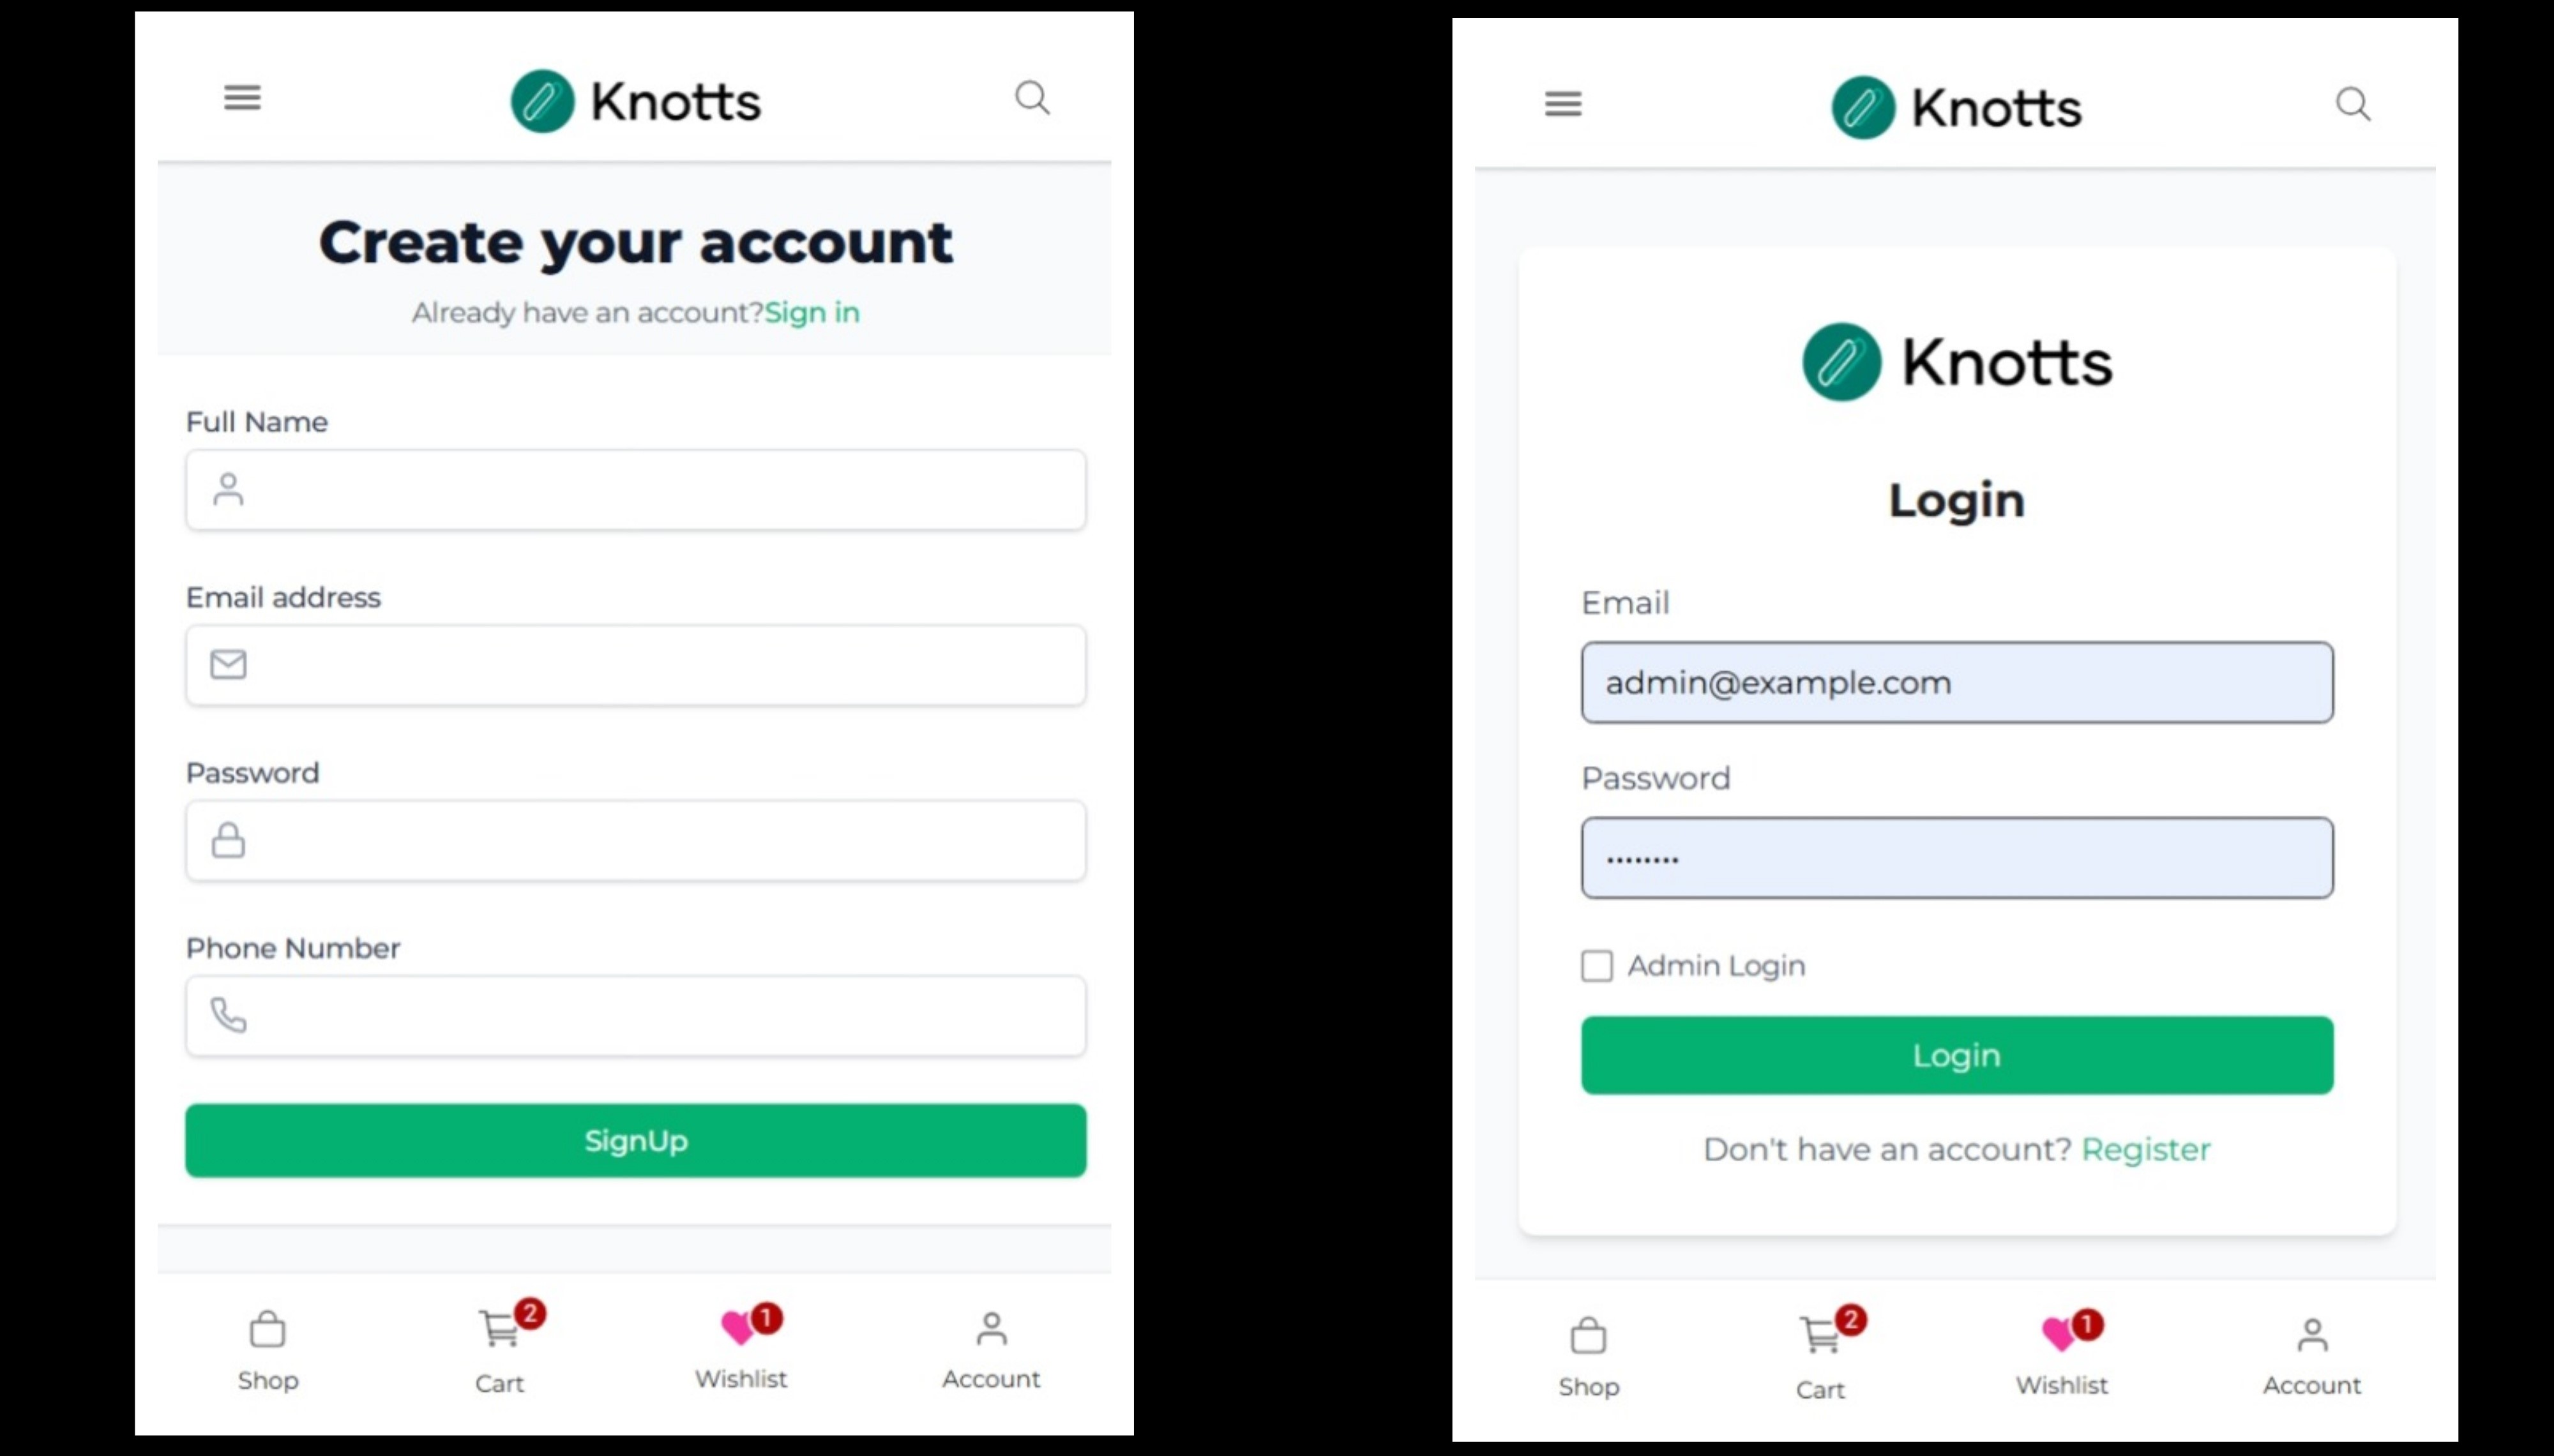 Knotts
Create your account
Already have an account?Sign in
Full Name
Email address
Password
Phone Number
SignUp
2
1
Shop
Cart
Wishlist
Account
Knotts
Knotts
Login
Email
admin@example.com
Password
••••••••
Admin Login
Login
Don't have an account? Register
2
1
Shop
Cart
Wishlist
Account